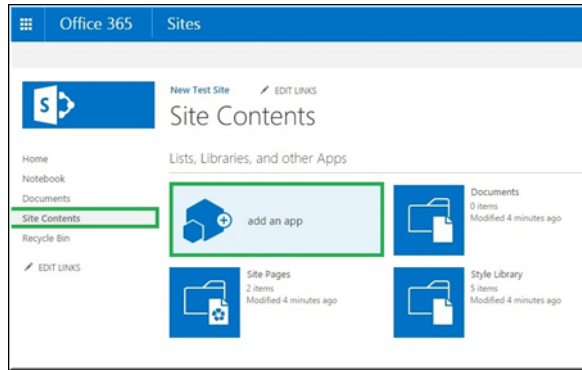 Office 365 Sites
S
New Test Site EDIT LINKS
Site Contents
Home
Notebook
Documents
Site Contents
Recycle Bin
EDIT LINKS
Lists, Libraries, and other Apps
add an app
Documents
0 items
Modified 4 minutes ago
Site Pages
2 items
Modified 4 minutes ago
Style Library
5 items
Modified 4 minutes ago